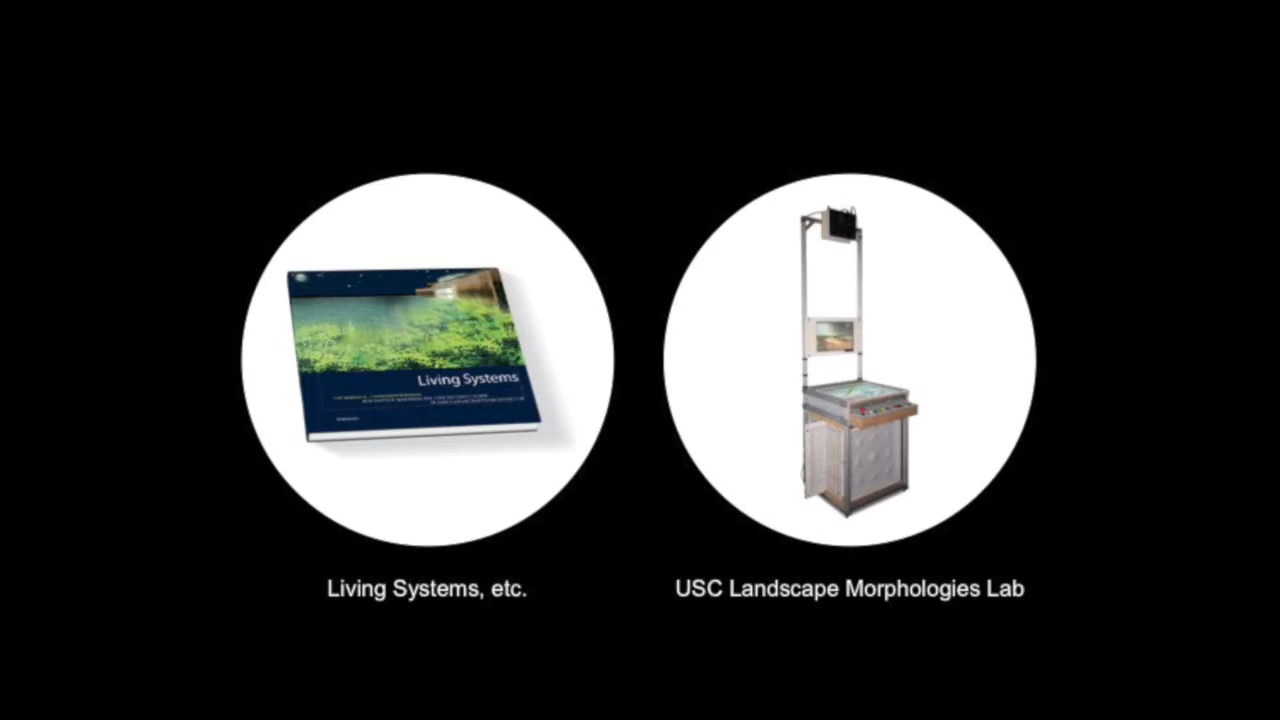 Living Systems
Living Systems, etc.
USC Landscape Morphologies Lab